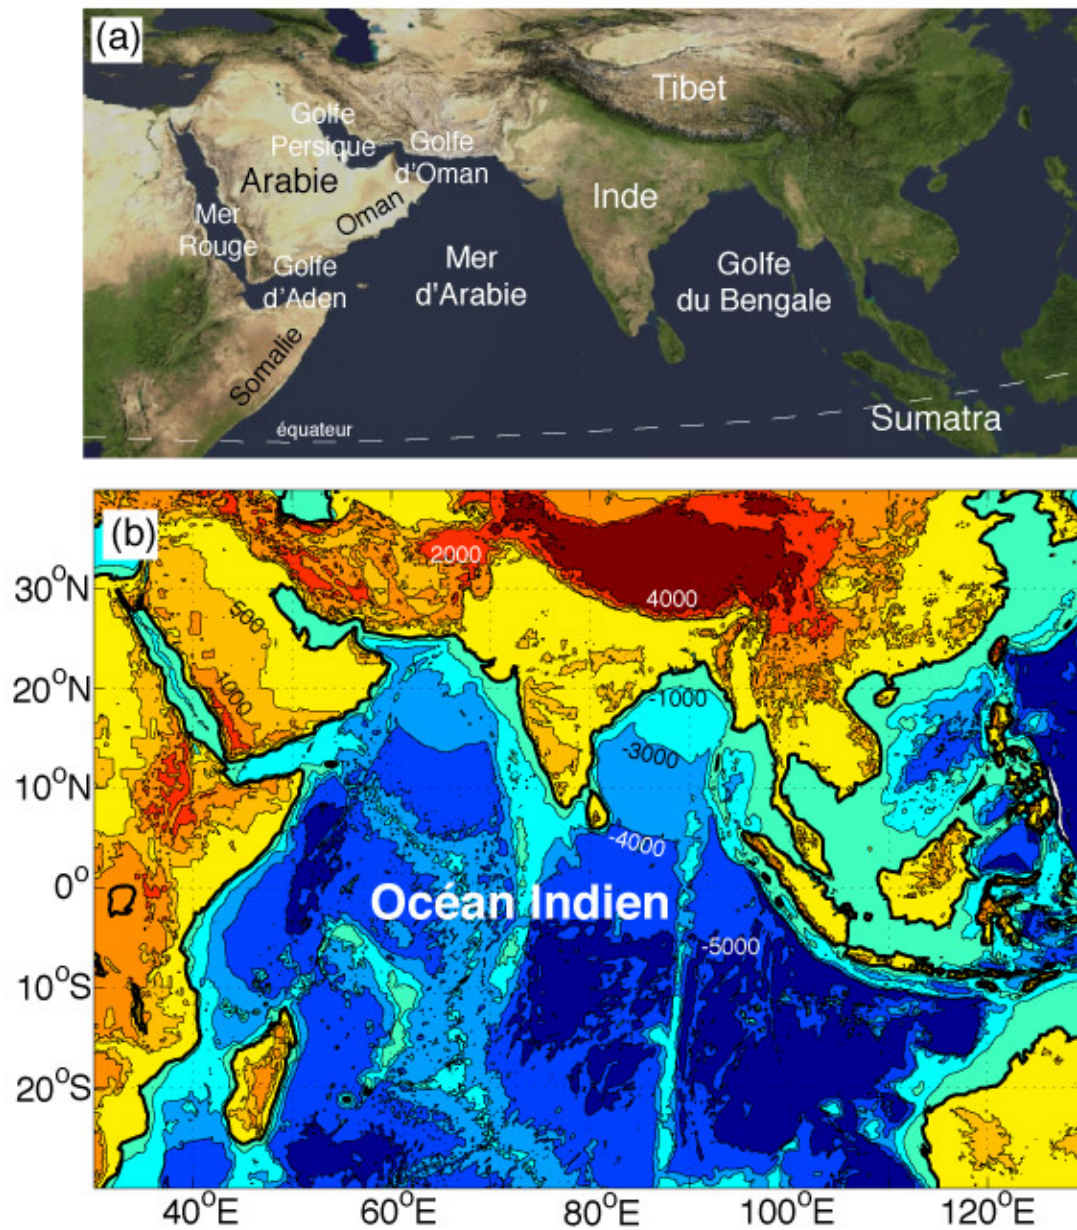 (a)
Tibet
Golfe
Persique
Golfe
d'Oman
Arabie
Inde
Oman
Mer
Rouge
Golfe
d'Aden
Mer
d'Arabie
Golfe
du Bengale
Somalie
équateur
Sumatra
(b)
2000
4000
500
1000
-1000
-3000
-4000
Océan Indien
-5000
30°N
20°N
10°N
0°
10°S
20°S
40°E
60°E
80°E
100°E
120°E